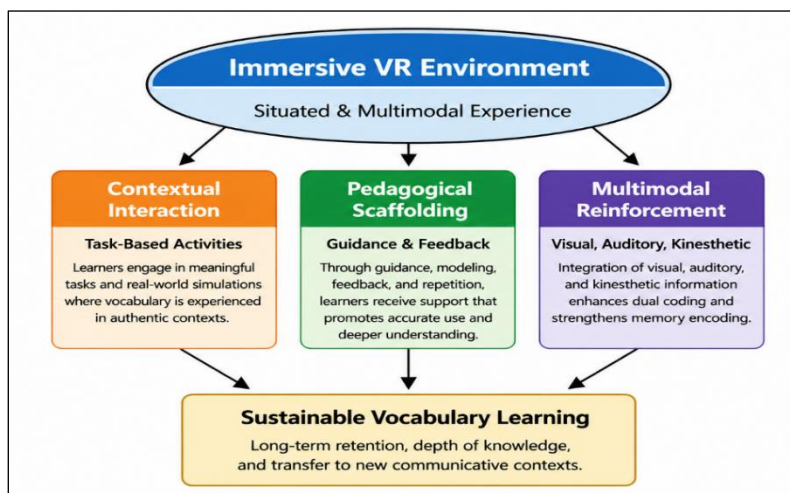 Immersive VR Environment
Situated & Multimodal Experience
Contextual
Interaction
Task-Based Activities
Learners engage in meaningful
tasks and real-world simulations
where vocabulary is experienced
in authentic contexts.
Pedagogical
Scaffolding
Guidance & Feedback
Through guidance, modeling,
feedback, and repetition,
learners receive support that
promotes accurate use and
deeper understanding.
Multimodal
Reinforcement
Visual, Auditory, Kinesthetic
Integration of visual, auditory,
and kinesthetic information
enhances dual coding and
strengthens memory encoding.
Sustainable Vocabulary Learning
Long-term retention, depth of knowledge,
and transfer to new communicative contexts.